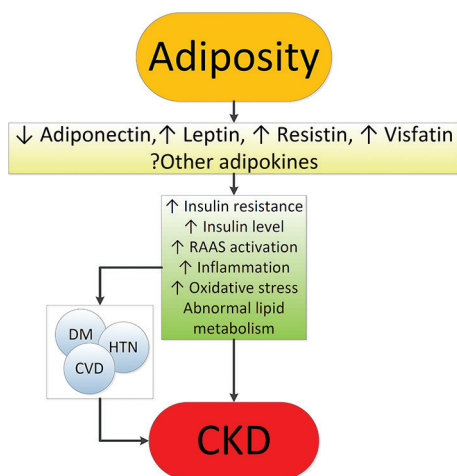 Adiposity
↓ Adiponectin,↑ Leptin, ↑ Resistin, ↑ Visfatin
?Other adipokines
↑ Insulin resistance
↑ Insulin level
↑ RAAS activation
↑ Inflammation
↑ Oxidative stress
Abnormal lipid
metabolism
DM
HTN
CVD
CKD